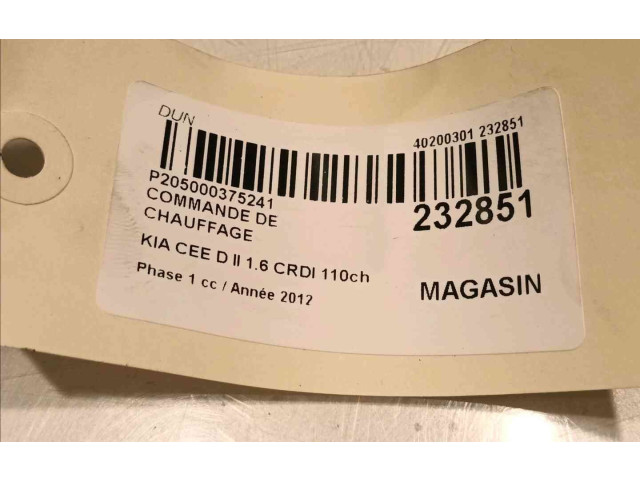 DUN
40200301 232851
P205000375241
232851
COMMANDE DE
CHAUFFAGE
KIA CEE D II 1.6 CRDI 110ch
MAGASIN
Phase 1 cc / Année 2012